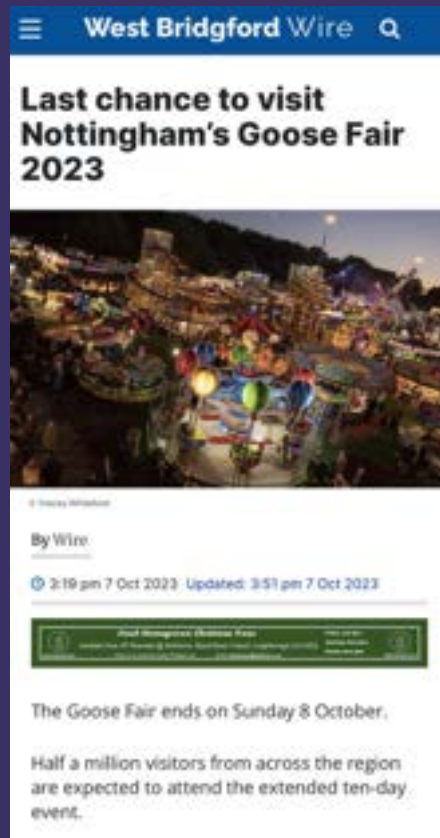 West Bridgford Wire
Last chance to visit
Nottingham's Goose Fair
2023
By Wire
3:19 pm 7 Oct 2023 Updated: 3:51 pm 7 Oct 2023
The Goose Fair ends on Sunday 8 October.
Half a million visitors from across the region
are expected to attend the extended ten-day
event.